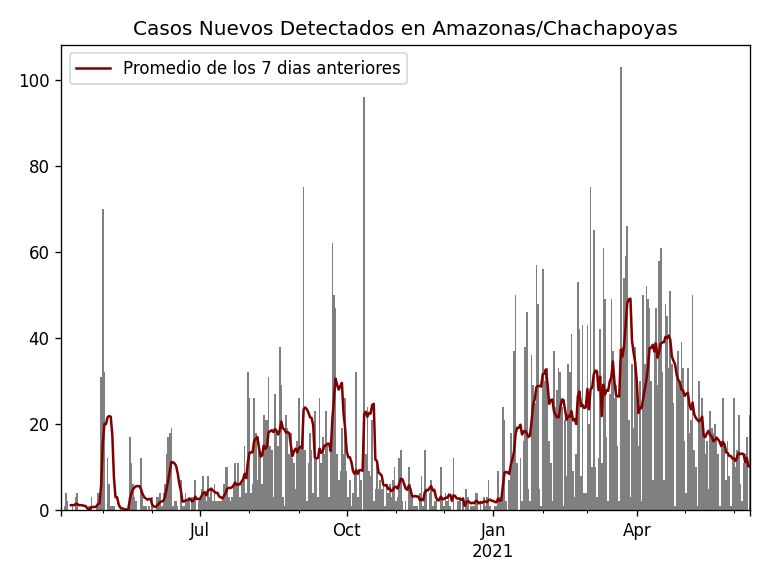 Casos Nuevos Detectados en Amazonas/Chachapoyas
Promedio de los 7 dias anteriores
100
80
60
40
20
0
Jul
Oct
Jan
2021
Apr